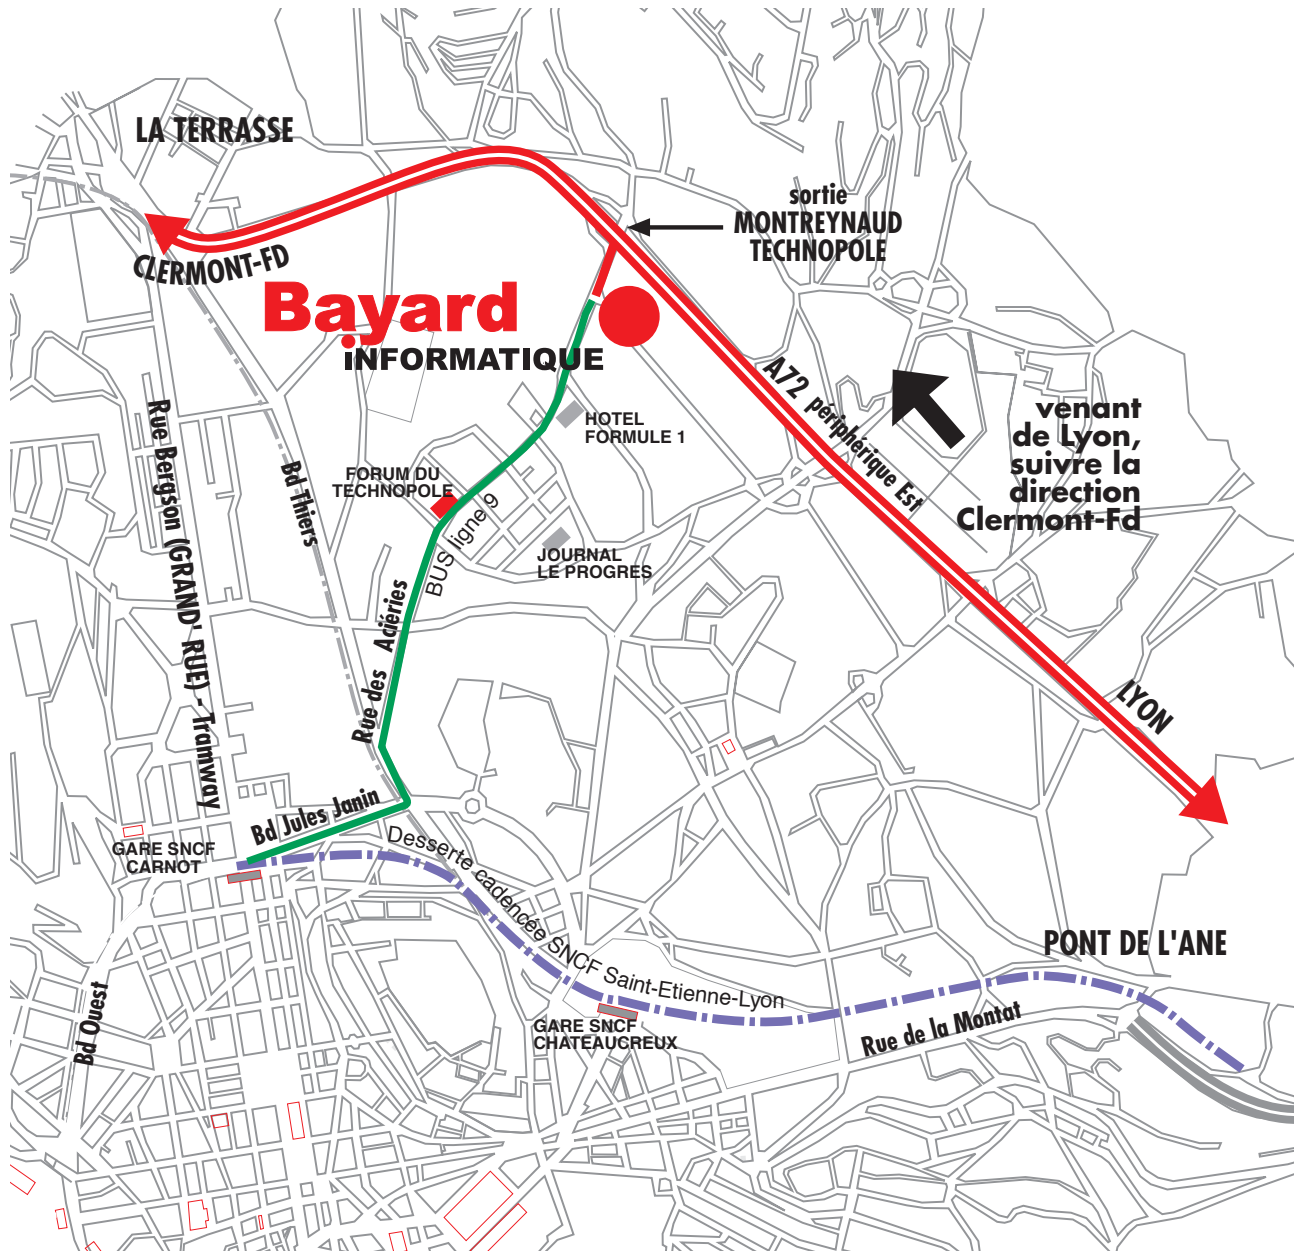 LA TERRASSE
sortie
MONTREYNAUD
TECHNOPOLE
CLERMONT-FD
Bayard
iNFORMATIQUE
A72 périphérique Est
venant
de Lyon,
suivre la
direction
Clermont-Fd
HOTEL
FORMULE 1
Rue Bergson (GRAND' RUE) - Tramway
Bd Thiers
FORUM DU
TECHNOPOLE
BUS ligne 9
JOURNAL
LE PROGRES
Rue des Aciéries
LYON
Bd Jules Janin
GARE SNCF
CARNOT
Desserte cadencée SNCF Saint-Etienne-Lyon
PONT DE L'ANE
Bd Ouest
GARE SNCF
CHATEAUCREUX
Rue de la Montat